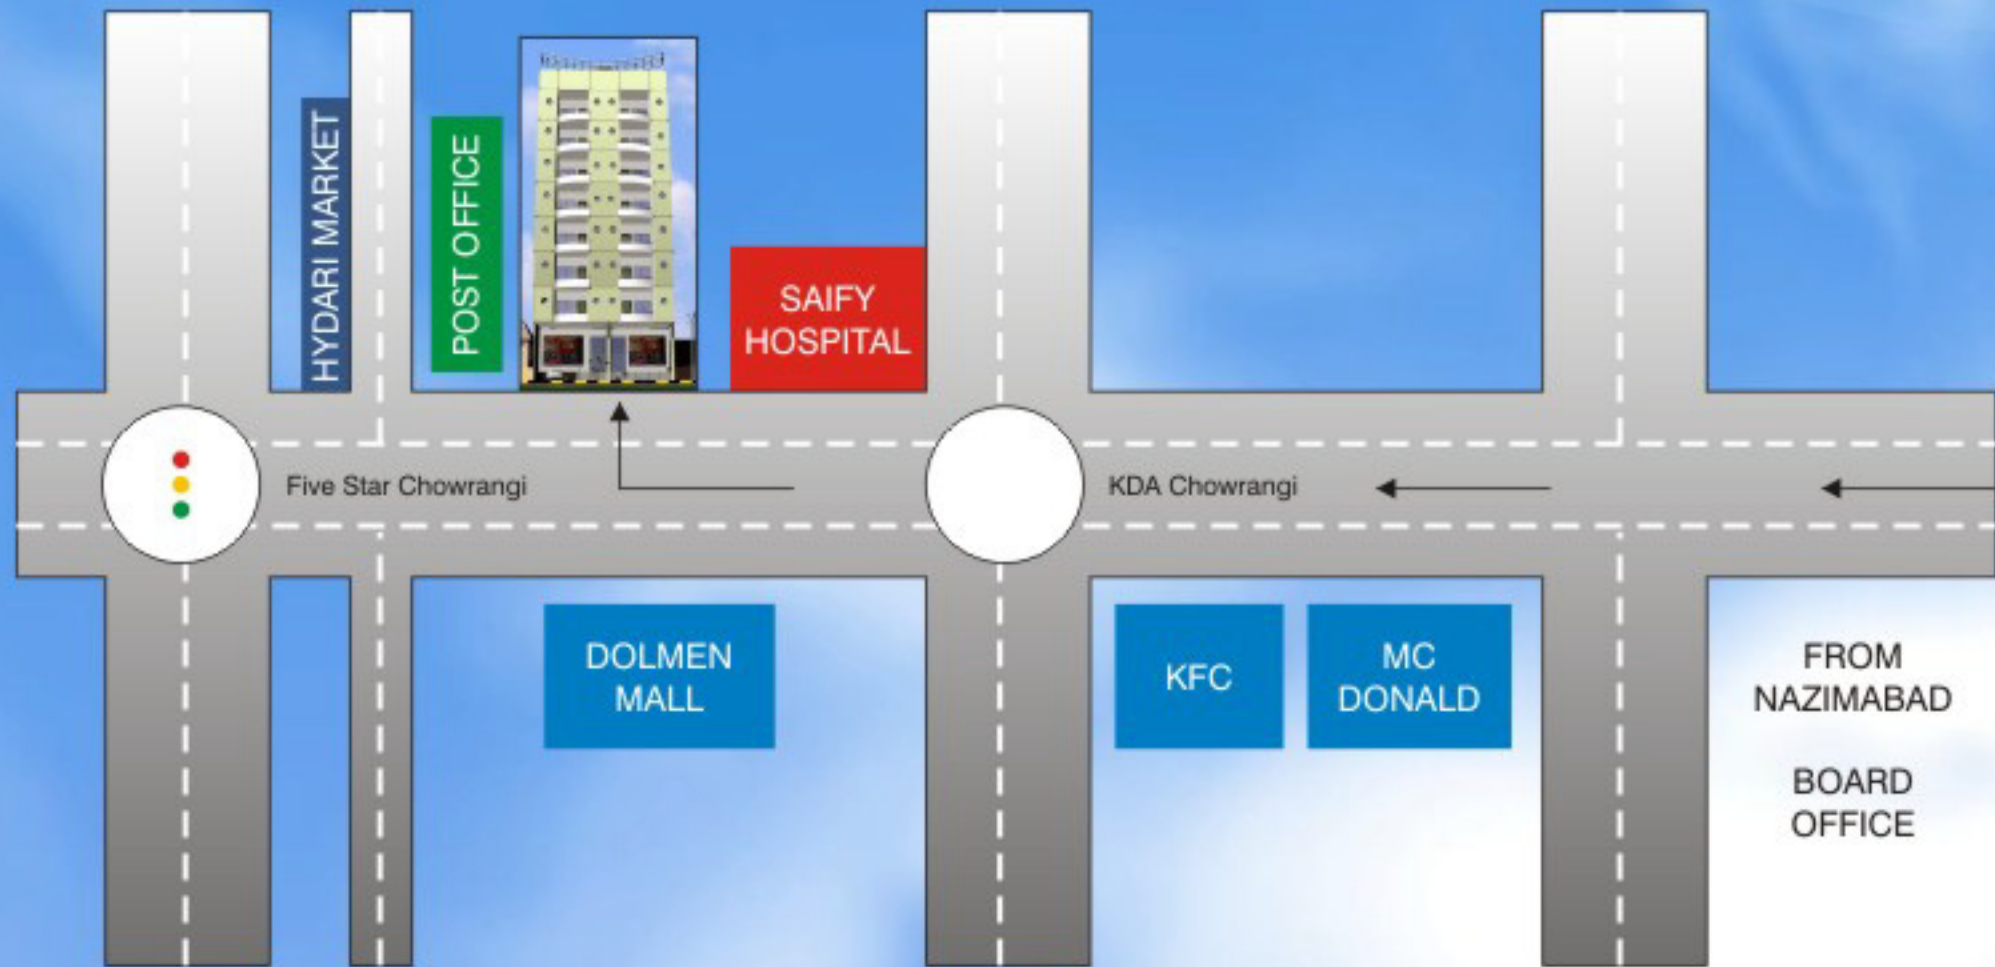 HYDARI MARKET
POST OFFICE
SAIFY
HOSPITAL
Five Star Chowrangi
KDA Chowrangi
DOLMEN
MALL
KFC
MC
DONALD
FROM
NAZIMABAD
BOARD
OFFICE